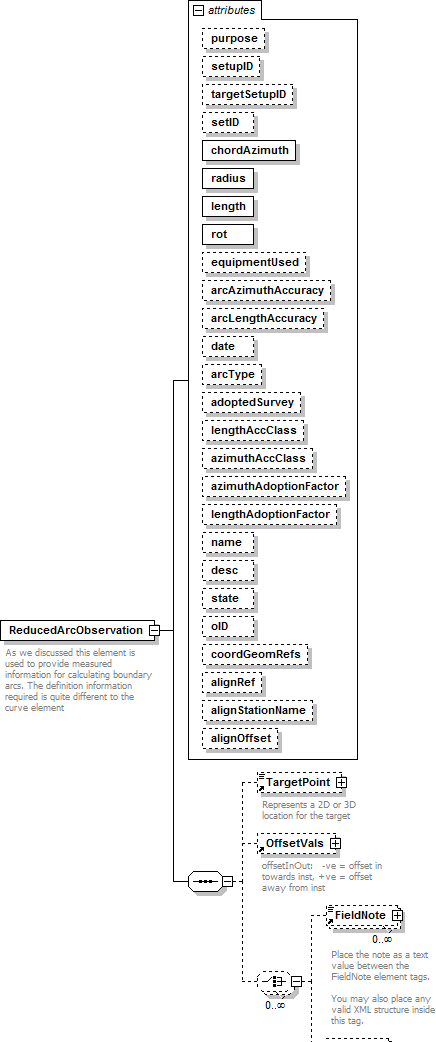 attributes
purpose
setupID
targetSetupID
setID
chordAzimuth
radius
length
rot
equipmentUsed
arcAzimuthAccuracy
arcLengthAccuracy
date
arcType
adoptedSurvey
lengthAccClass
azimuthAccClass
azimuthAdoptionFactor
lengthAdoptionFactor
name
desc
state
oID
coordGeomRefs
alignRef
alignStationName
alignOffset
ReducedArcObservation
As we discussed this element is
used to provide measured
information for calculating boundary
arcs. The definition information
required is quite different to the
curve element
TargetPoint
Represents a 2D or 3D
location for the target
OffsetVals
offsetInOut: -ve = offset in
towards inst, +ve = offset
away from inst
FieldNote
0..∞
Place the note as a text
value between the
FieldNote element tags.
You may also place any
valid XML structure inside
this tag.
0..∞